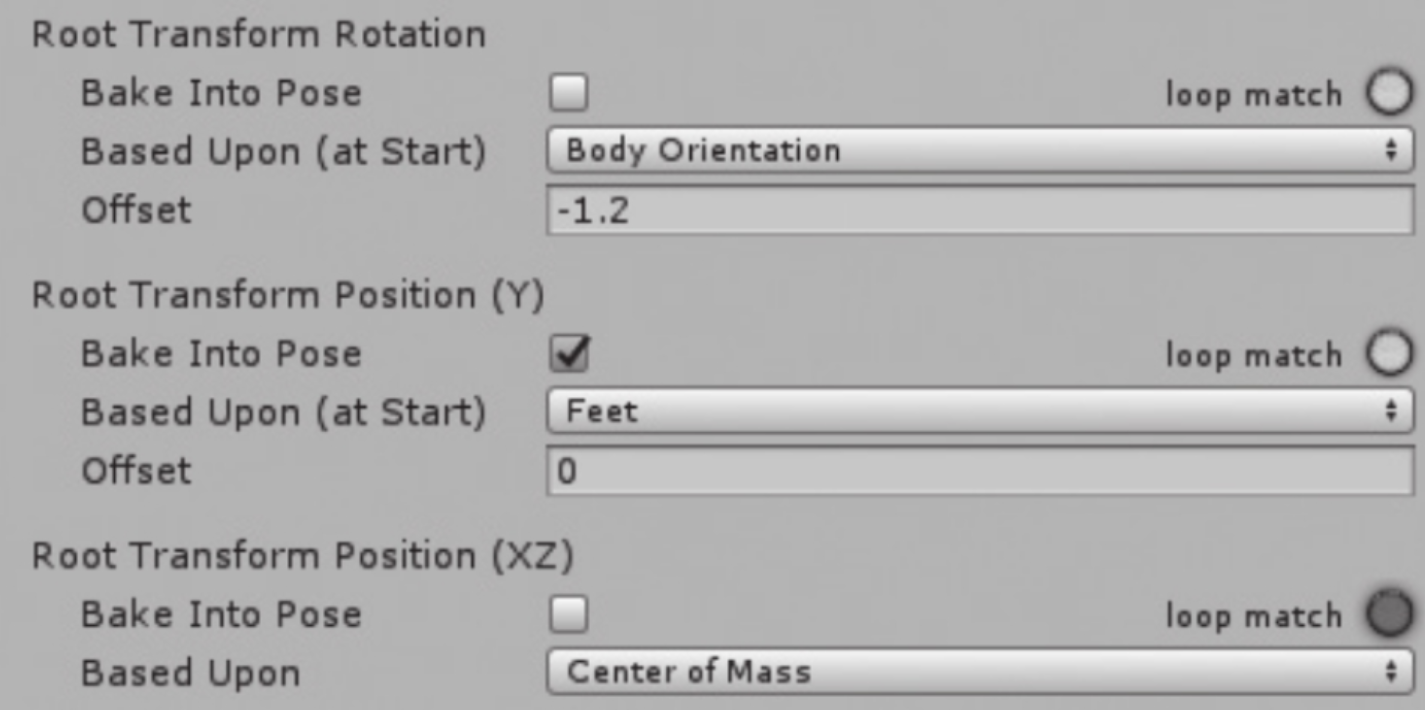 Root Transform Rotation
Bake Into Pose loop match
Based Upon (at Start) Body Orientation
Offset -1.2
Root Transform Position (Y)
Bake Into Pose loop match
Based Upon (at Start) Feet
Offset 0
Root Transform Position (XZ)
Bake Into Pose loop match
Based Upon Center of Mass